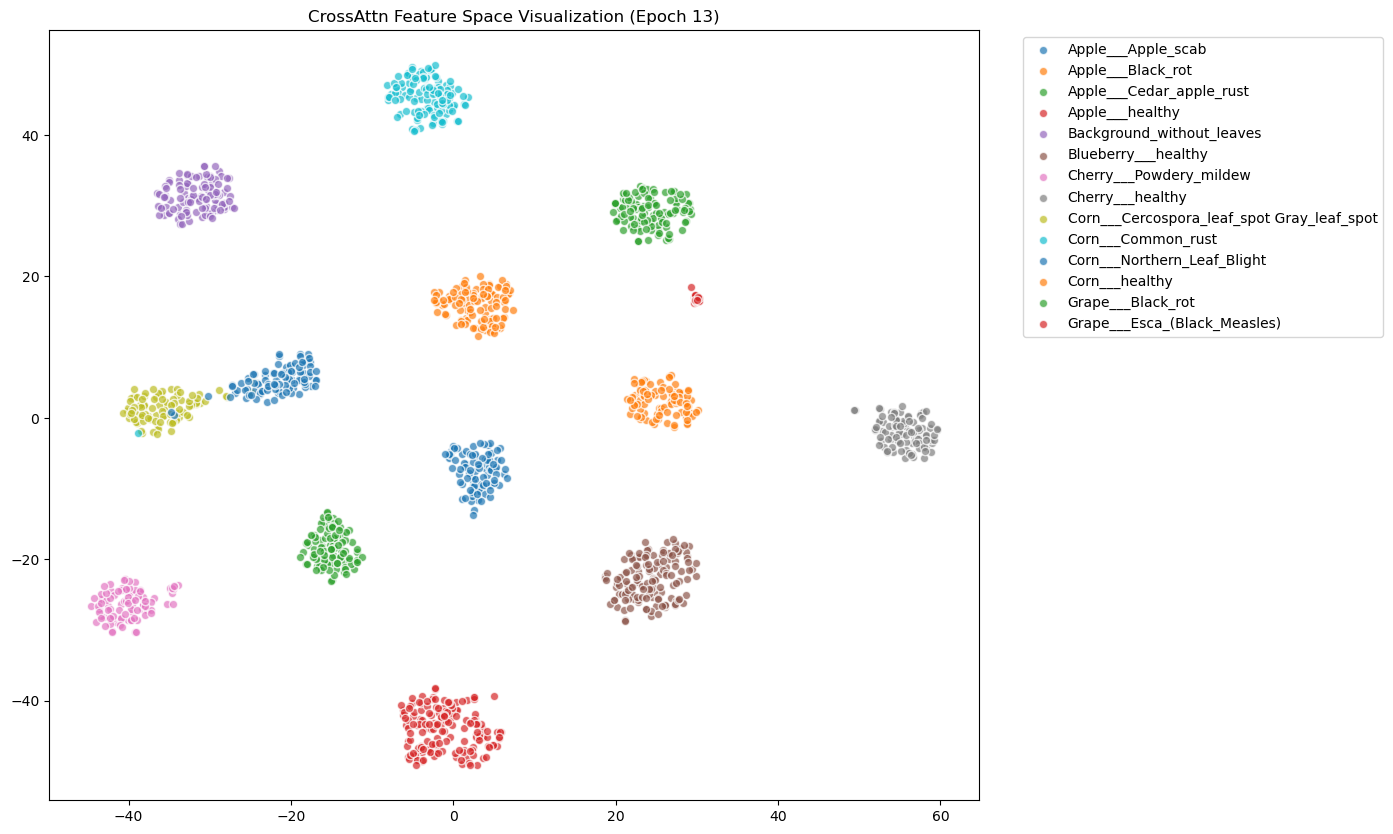 CrossAttn Feature Space Visualization (Epoch 13)
Apple___Apple_scab
Apple___Black_rot
Apple___Cedar_apple_rust
Apple___healthy
Background_without_leaves
Blueberry___healthy
Cherry___Powdery_mildew
Cherry___healthy
Corn___Cercospora_leaf_spot Gray_leaf_spot
Corn___Common_rust
Corn___Northern_Leaf_Blight
Corn___healthy
Grape___Black_rot
Grape___Esca_(Black_Measles)
40
20
0
−20
−40
−40 −20 0 20 40 60